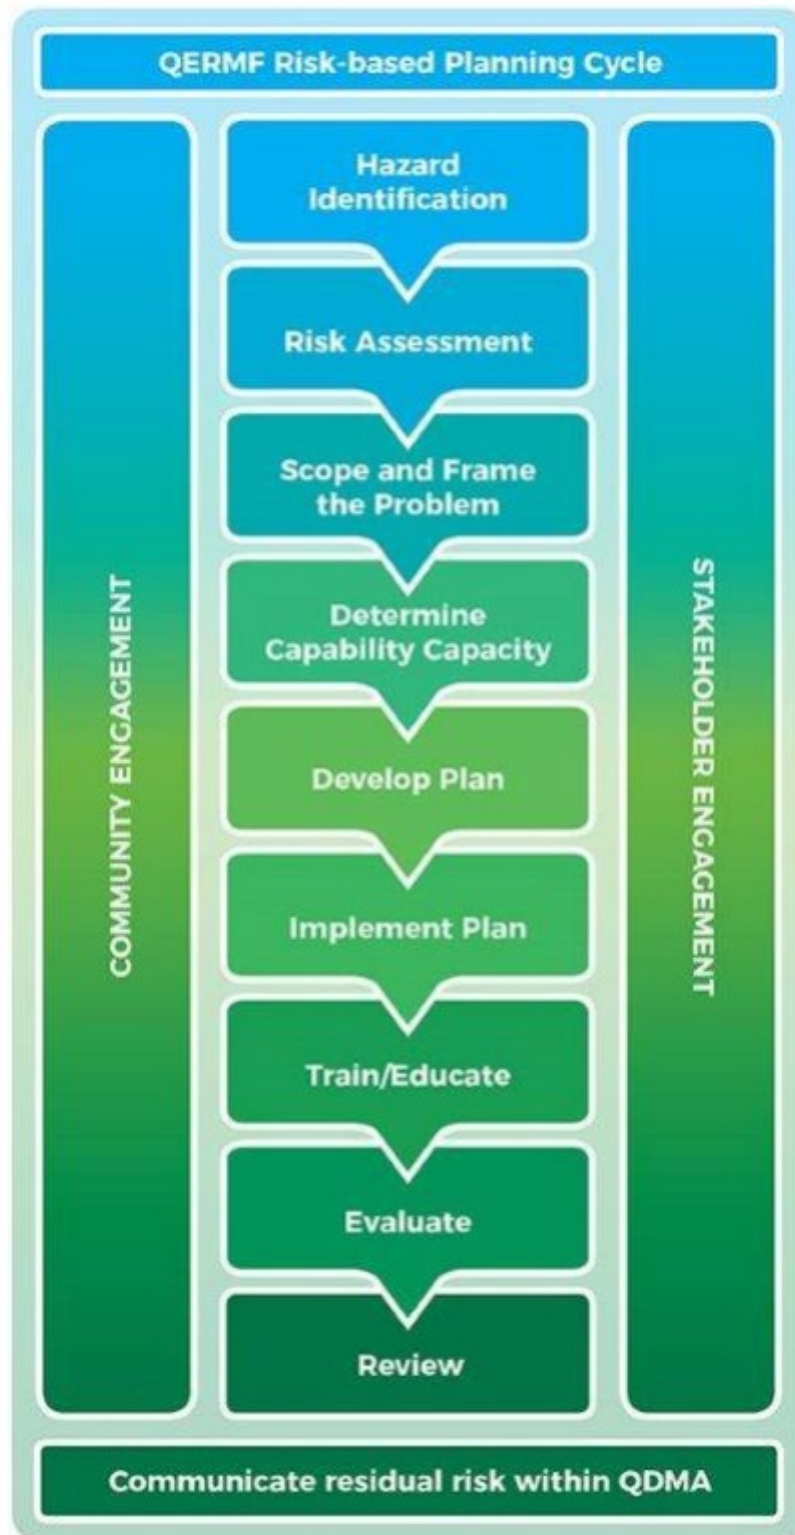 QERMF Risk-based Planning Cycle
COMMUNITY ENGAGEMENT
Hazard
Identification
Risk Assessment
Scope and Frame
the Problem
Determine
Capability Capacity
Develop Plan
Implement Plan
Train/Educate
Evaluate
Review
STAKEHOLDER ENGAGEMENT
Communicate residual risk within QDMA